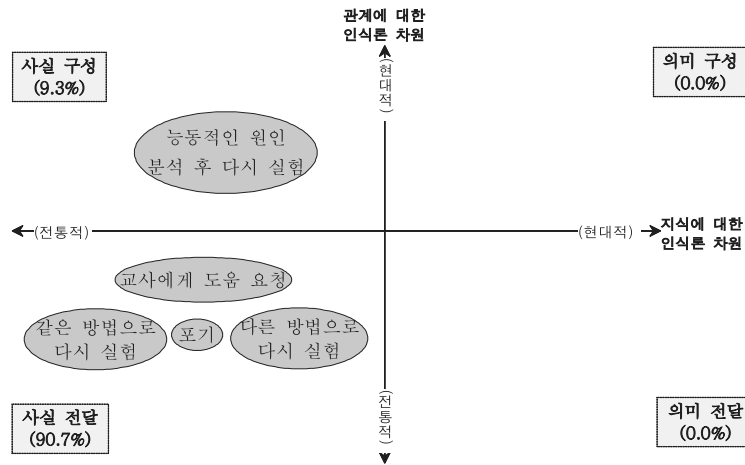 관계에 대한
인식론 차원
사실 구성
(9.3%)
의미 구성
(0.0%)
(현대적)
능동적인 원인
분석 후 다시 실험
(전통적)
(현대적)
지식에 대한
인식론 차원
교사에게 도움 요청
같은 방법으로
다시 실험
포기
다른 방법으로
다시 실험
(전통적)
사실 전달
(90.7%)
의미 전달
(0.0%)